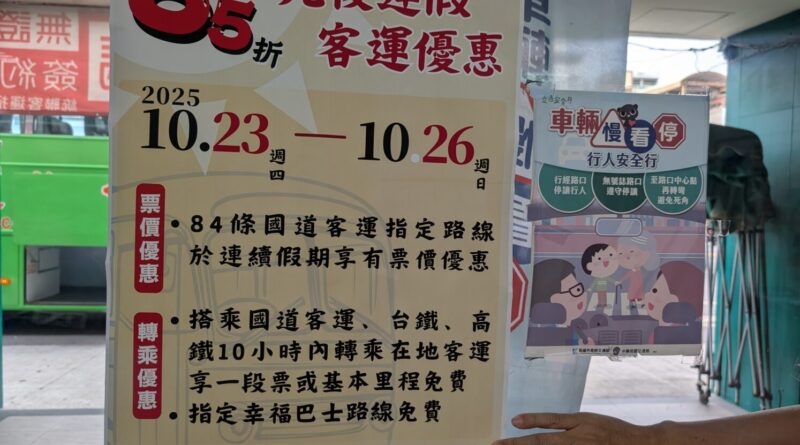 85折
連假
客運優惠
2025
10.23 週四 — 10.26 週日
票價優惠
• 84條國道客運指定路線
於連續假期享有票價優惠
轉乘優惠
• 搭乘國道客運、台鐵、高
鐵10小時內轉乘在地客運
享一段票或基本里程免費
• 指定幸福巴士路線免費
無
簽約
車輛慢看停
行人安全行
行經路口
停讓行人
無號誌路口
遵守停讓
至路口中心點
再轉彎
避免死角